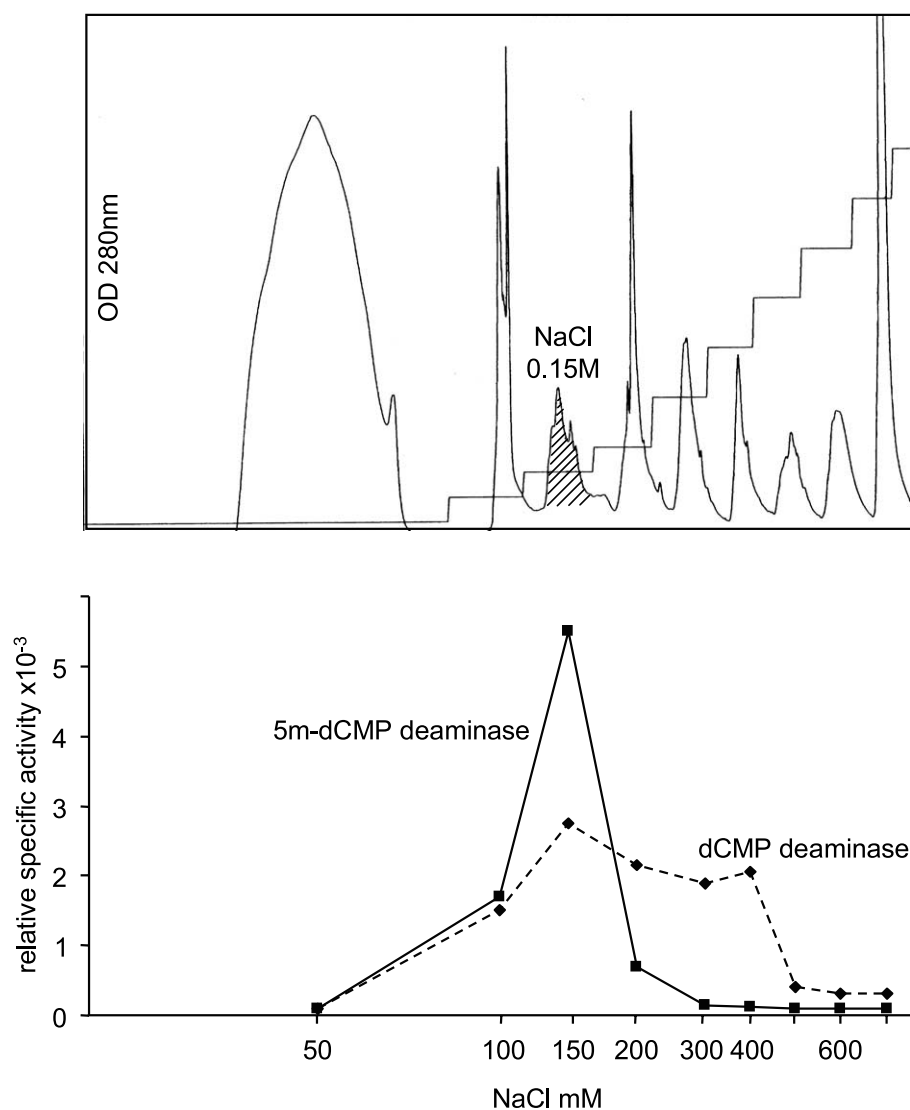 OD 280nm
NaCl
0.15M
relative specific activity x10-3
5
4
3
2
1
0
5m-dCMP deaminase
dCMP deaminase
50 100 150 200 300 400 600
NaCl mM